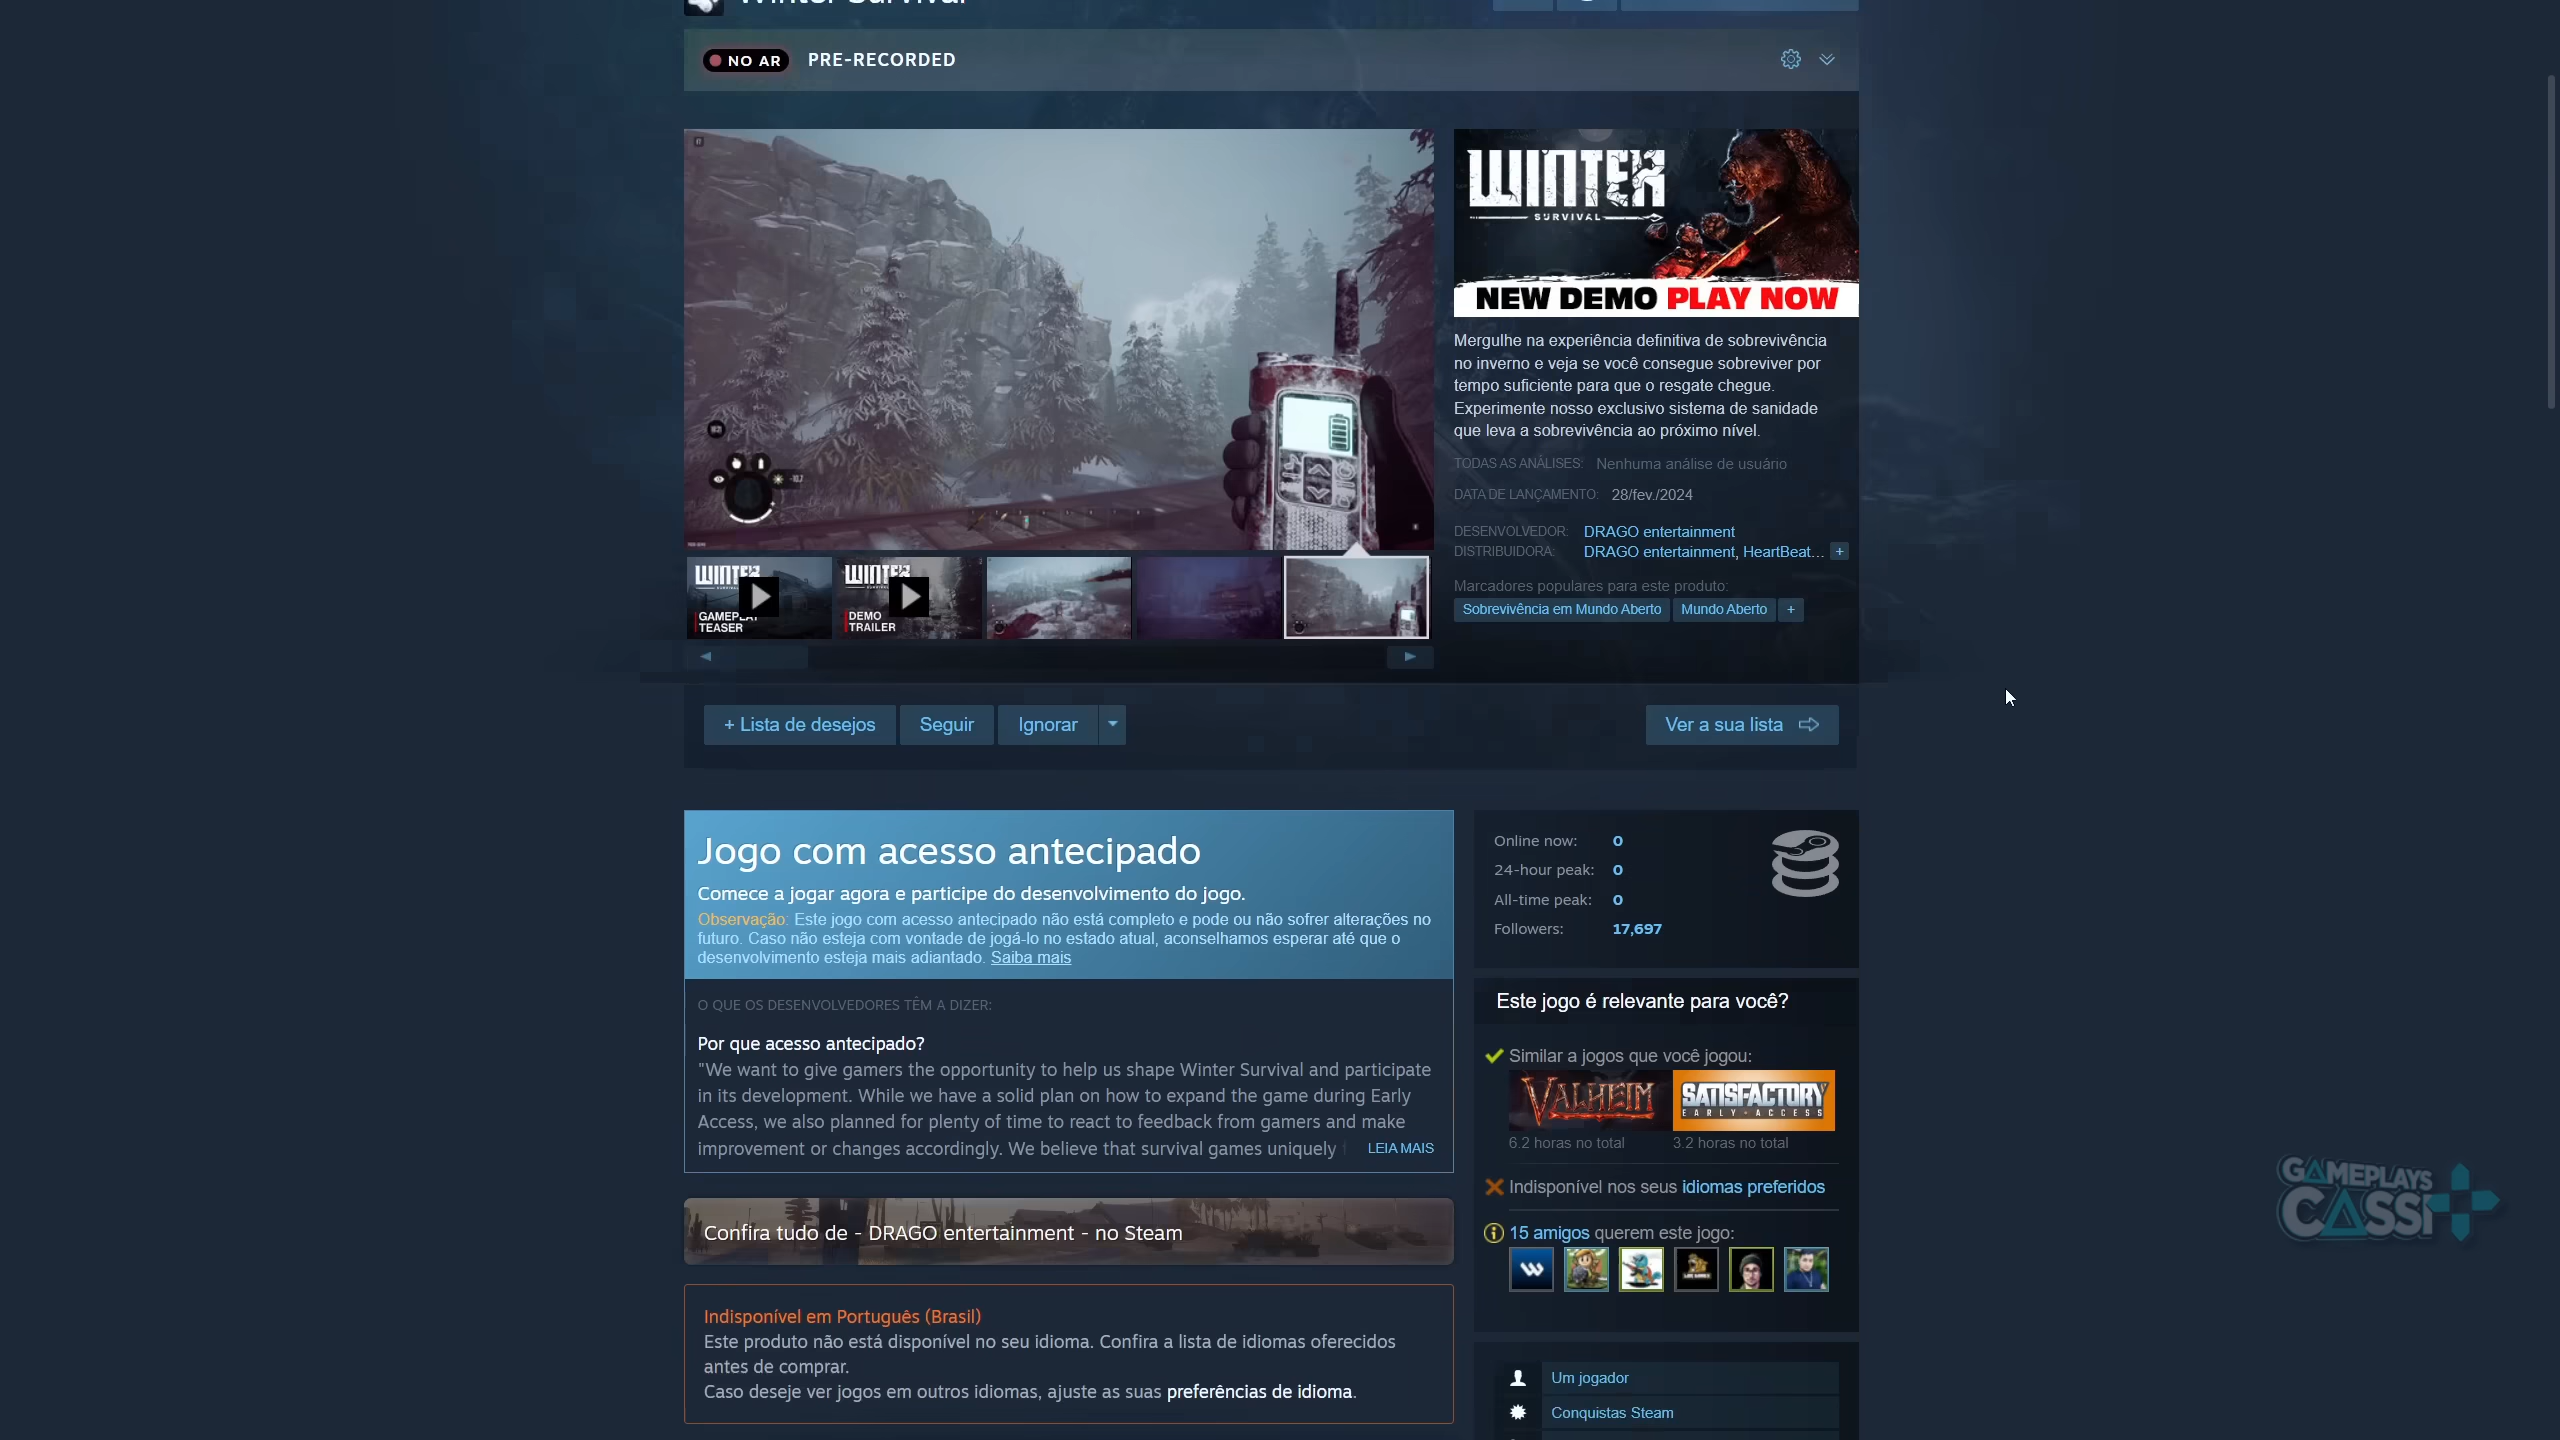 Winter Survival
NO AR
PRE-RECORDED
WINTER
SURVIVAL
NEW DEMO PLAY NOW
Mergulhe na experiência definitiva de sobrevivência
no inverno e veja se você consegue sobreviver por
tempo suficiente para que o resgate chegue.
Experimente nosso exclusivo sistema de sanidade
que leva a sobrevivência ao próximo nível.
TODAS AS ANÁLISES: Nenhuma análise de usuário
DATA DE LANÇAMENTO: 28/fev./2024
DESENVOLVEDOR: DRAGO entertainment
DISTRIBUIDORA: DRAGO entertainment, HeartBeat... +
Marcadores populares para este produto:
Sobrevivência em Mundo Aberto
Mundo Aberto
+
WINTER
GAMEPLAY
TEASER
WINTER
DEMO
TRAILER
+ Lista de desejos
Seguir
Ignorar
Ver a sua lista
Jogo com acesso antecipado
Comece a jogar agora e participe do desenvolvimento do jogo.
Observação: Este jogo com acesso antecipado não está completo e pode ou não sofrer alterações no
futuro. Caso não esteja com vontade de jogá-lo no estado atual, aconselhamos esperar até que o
desenvolvimento esteja mais adiantado. Saiba mais
O QUE OS DESENVOLVEDORES TÊM A DIZER:
Por que acesso antecipado?
"We want to give gamers the opportunity to help us shape Winter Survival and participate
in its development. While we have a solid plan on how to expand the game during Early
Access, we also planned for plenty of time to react to feedback from gamers and make
improvement or changes accordingly. We believe that survival games uniquely
LEIA MAIS
Confira tudo de - DRAGO entertainment - no Steam
Indisponível em Português (Brasil)
Este produto não está disponível no seu idioma. Confira a lista de idiomas oferecidos
antes de comprar.
Caso deseje ver jogos em outros idiomas, ajuste as suas preferências de idioma.
Online now: 0
24-hour peak: 0
All-time peak: 0
Followers: 17,697
Este jogo é relevante para você?
Similar a jogos que você jogou:
VALHEIM
SATISFACTORY
EARLY-ACCESS
6.2 horas no total
3.2 horas no total
Indisponível nos seus idiomas preferidos
15 amigos querem este jogo:
Um jogador
Conquistas Steam
GAMEPLAYS
CASSI